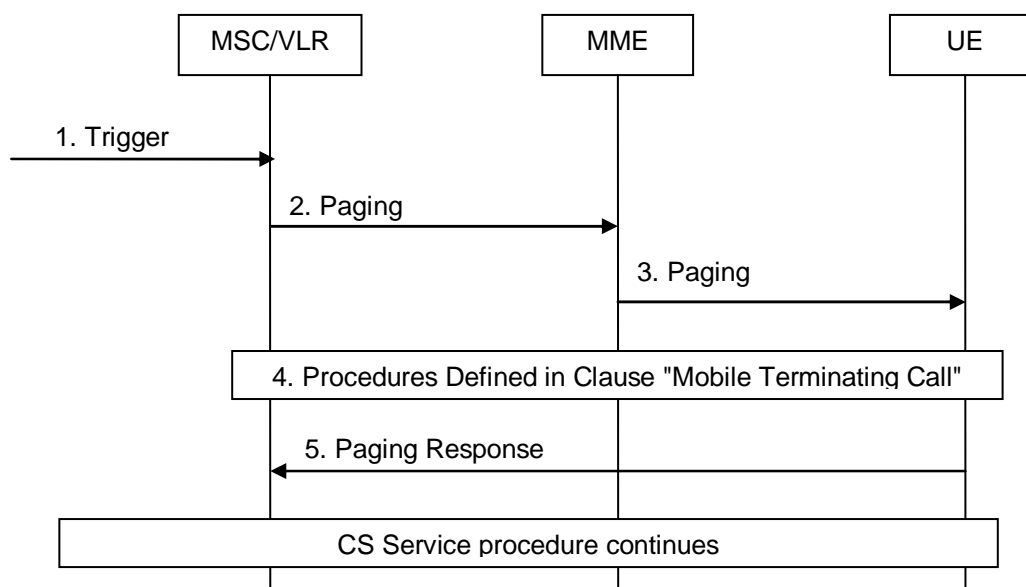 MSC/VLR
MME
UE
1. Trigger
2. Paging
3. Paging
4. Procedures Defined in Clause "Mobile Terminating Call"
5. Paging Response
CS Service procedure continues